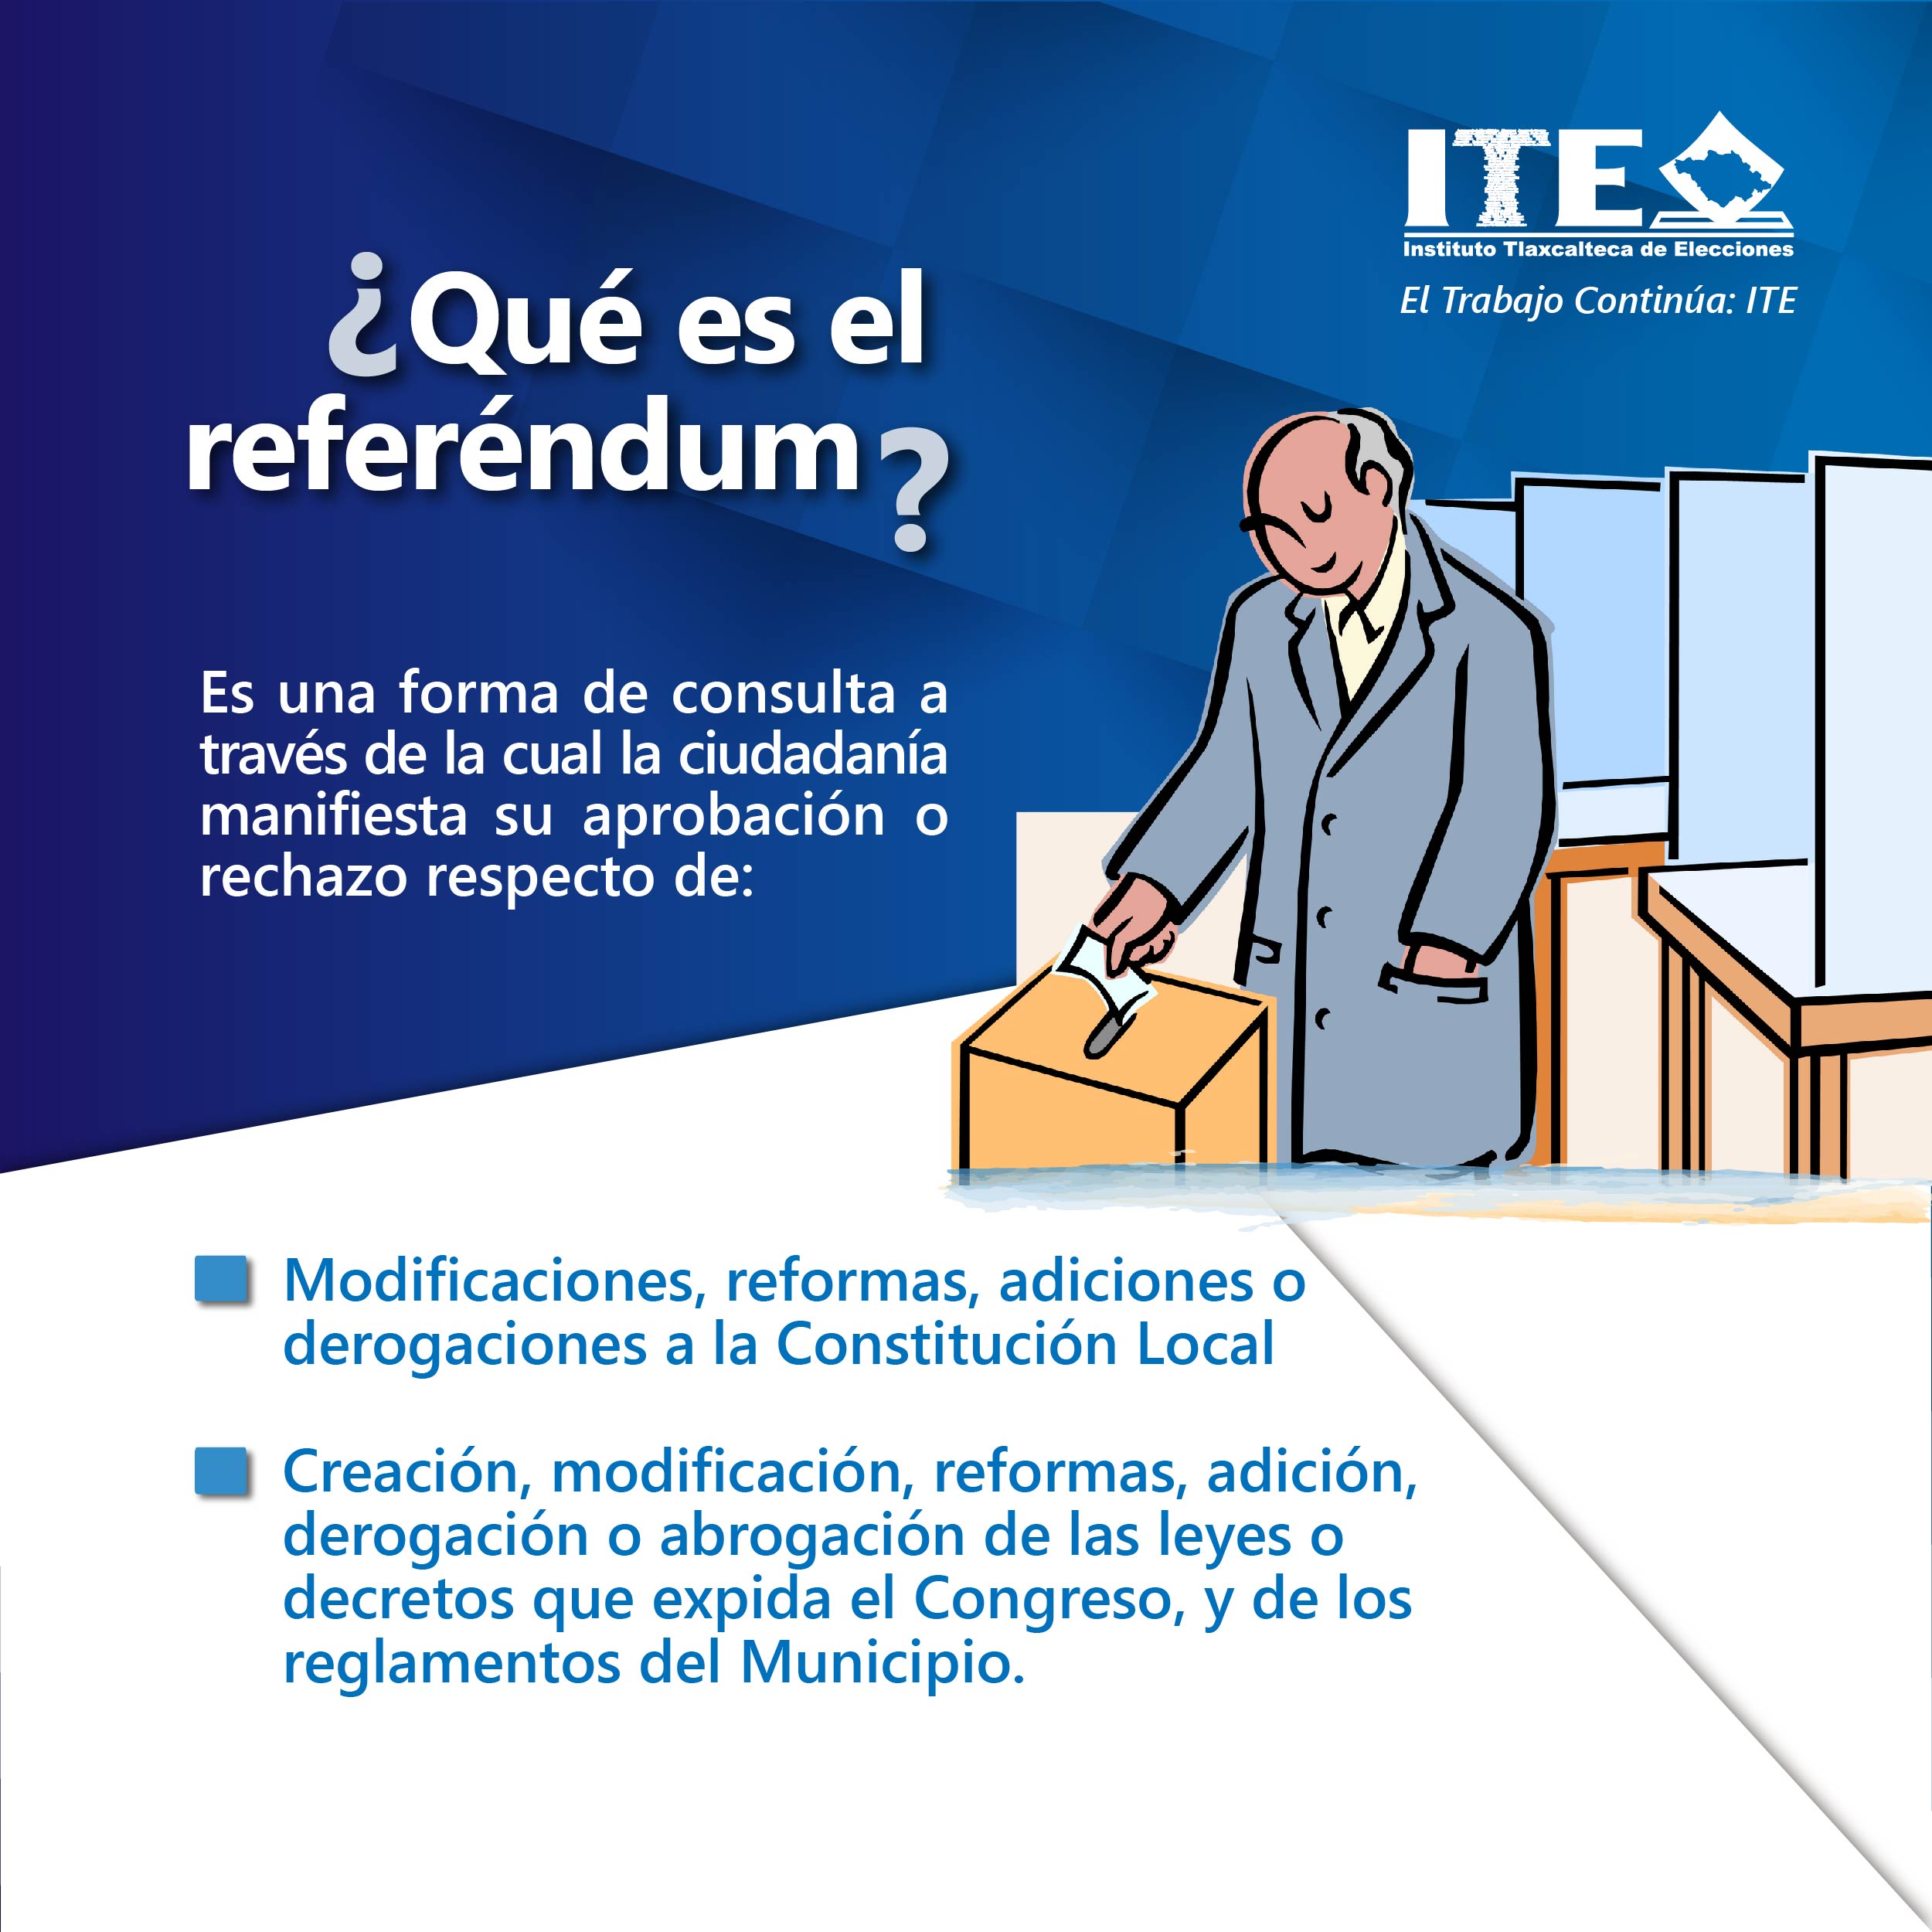 ITE
Instituto Tlaxcalteca de Elecciones
El Trabajo Continúa: ITE
¿Qué es el
referéndum?
Es una forma de consulta a
través de la cual la ciudadanía
manifiesta su aprobación o
rechazo respecto de:
Modificaciones, reformas, adiciones o
derogaciones a la Constitución Local
Creación, modificación, reformas, adición,
derogación o abrogación de las leyes o
decretos que expida el Congreso, y de los
reglamentos del Municipio.